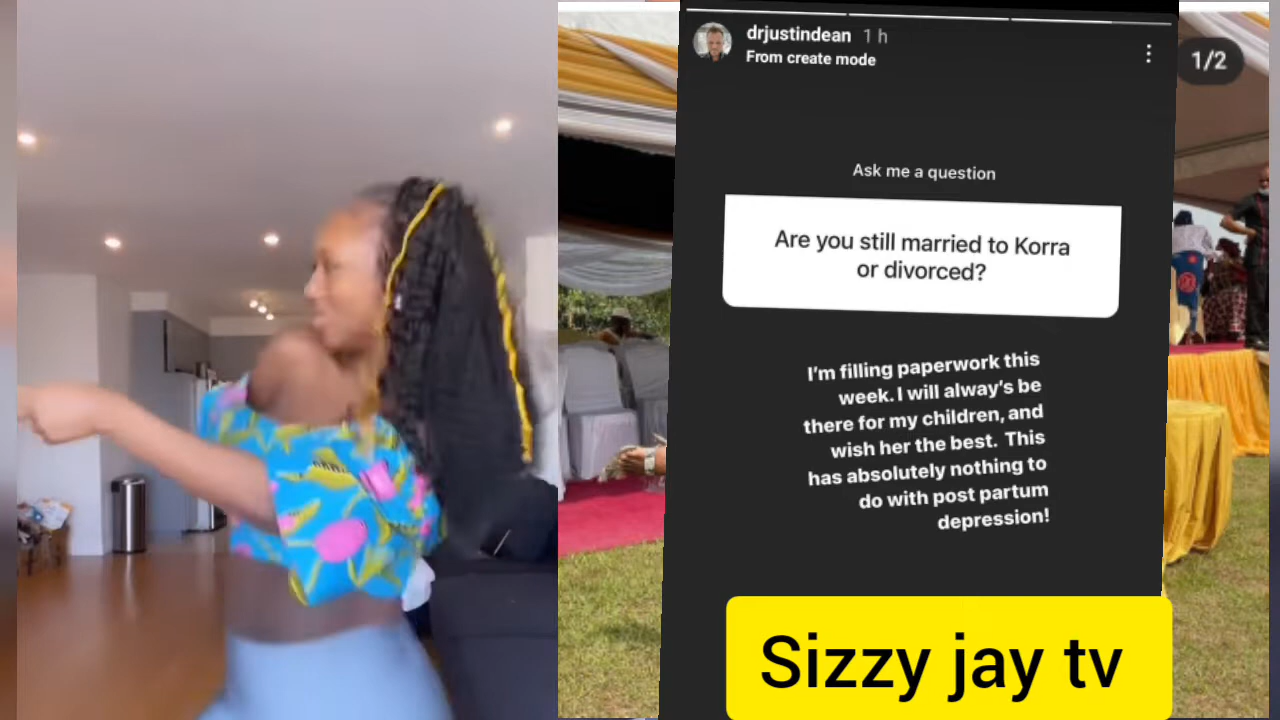 drjustindean 1 h
From create mode
1/2
Ask me a question
Are you still married to Korra
or divorced?
I'm filling paperwork this
week. I will alway's be
there for my children, and
wish her the best. This
has absolutely nothing to
do with post partum
depression!
Sizzy jay tv